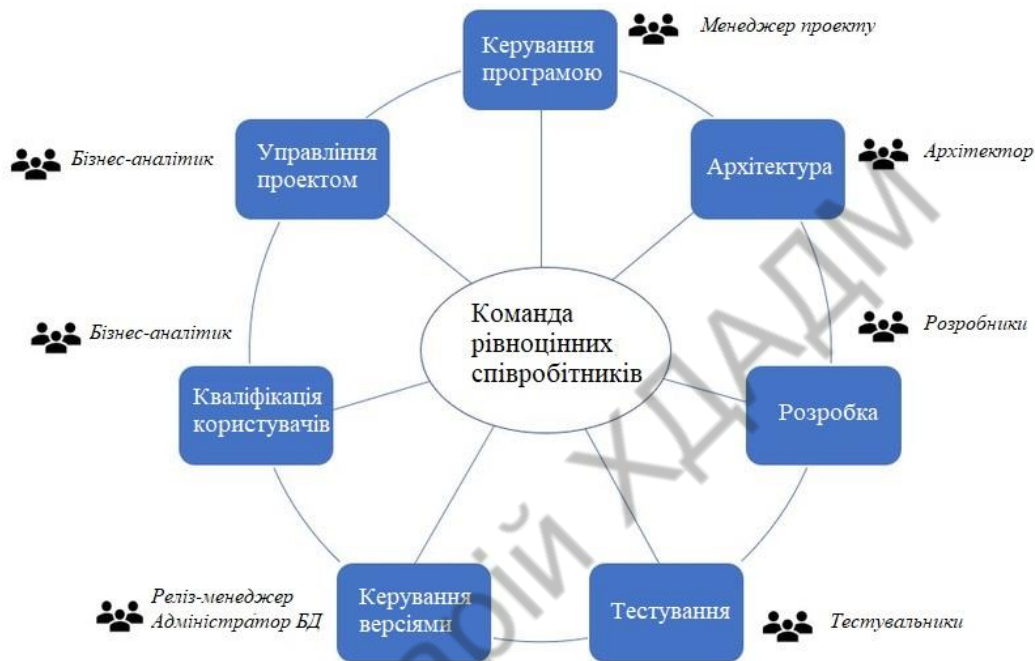 Керування
програмою
Менеджер проекту
Архітектура
Архітектор
Розробка
Розробники
Тестування
Тестувальники
Керування
версіями
Реліз-менеджер
Адміністратор БД
Кваліфікація
користувачів
Бізнес-аналітик
Управління
проектом
Бізнес-аналітик
Команда
рівноцінних
співробітників
ХДАДМ